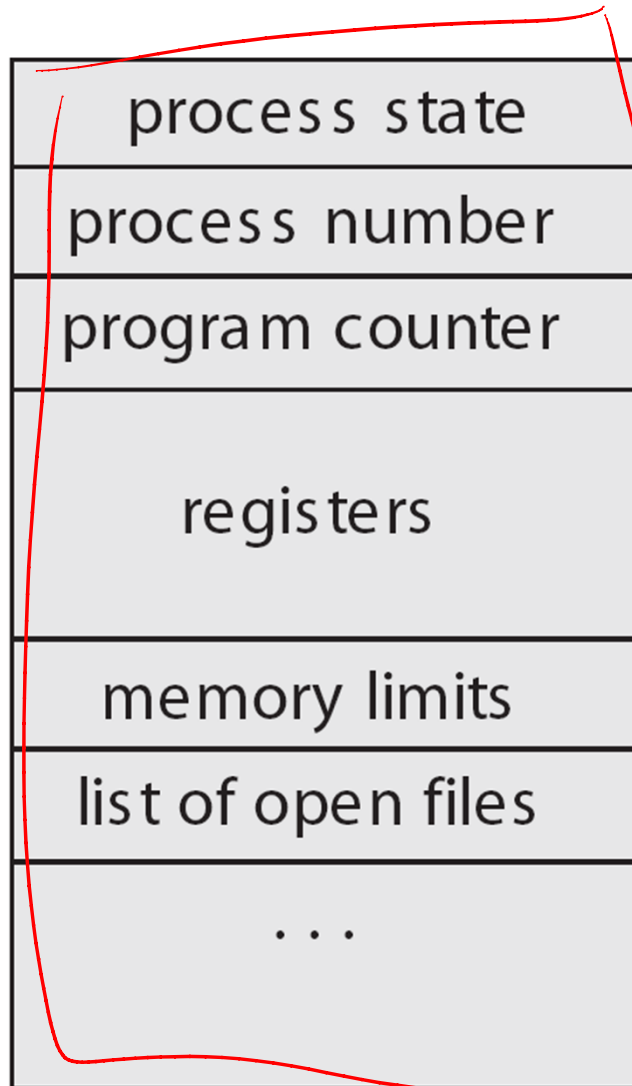 process state
process number
program counter
registers
memory limits
list of open files
. . .